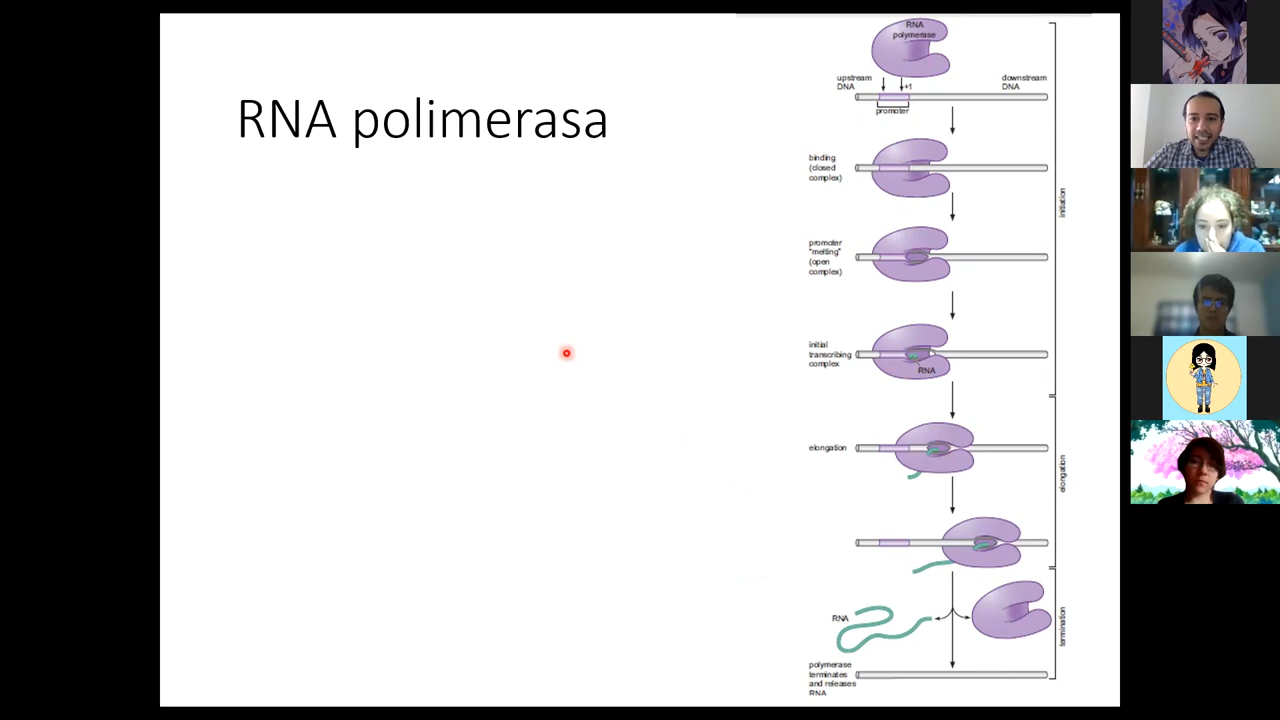 RNA polimerasa
RNA
polymerase
upstream
DNA
+1
downstream
DNA
promoter
binding
(closed
complex)
promoter
"melting"
(open
complex)
initial
transcribing
complex
RNA
initiation
elongation
elongation
RNA
termination
polymerase
terminates
and releases
RNA